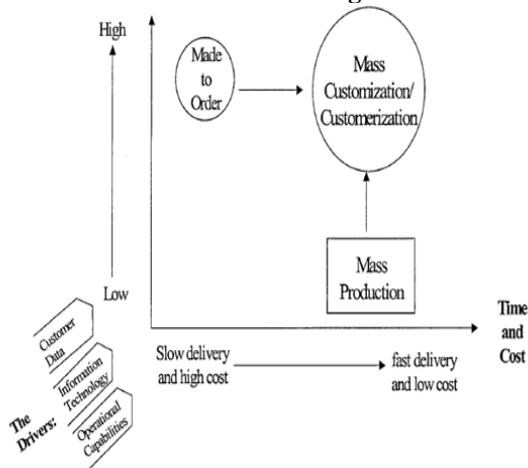 High
Made
to
Order
Mass
Customization/
Customerization
Mass
Production
Low
Time
and
Cost
Slow delivery
and high cost
fast delivery
and low cost
Customer
Data
Information
Technology
Operational
Capabilities
The
Drivers: